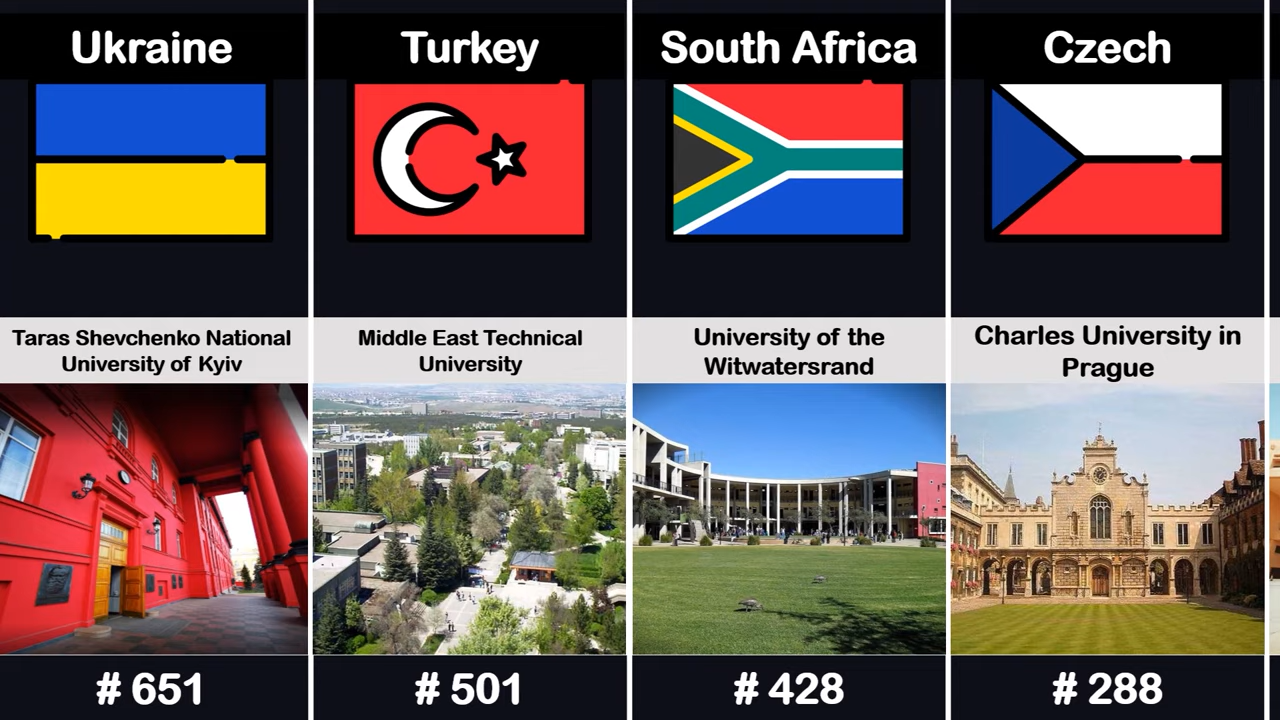 Ukraine
Turkey
South Africa
Czech
Taras Shevchenko National
University of Kyiv
Middle East Technical
University
University of the
Witwatersrand
Charles University in
Prague
# 651
# 501
# 428
# 288